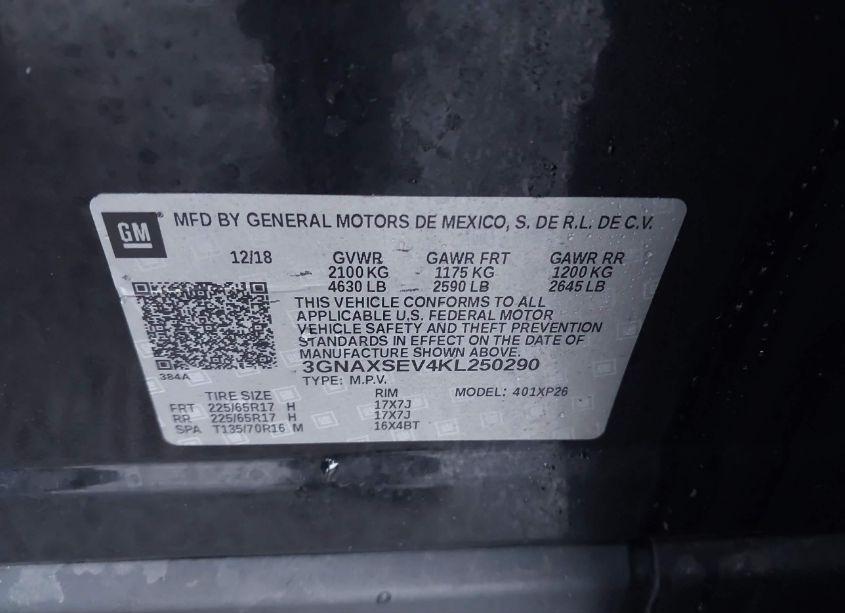 GM
MFD BY GENERAL MOTORS DE MEXICO, S. DE R.L. DE C.V.
12/18 GVWR GAWR FRT GAWR RR
2100 KG 1175 KG 1200 KG
4630 LB 2590 LB 2645 LB
THIS VEHICLE CONFORMS TO ALL
APPLICABLE U.S. FEDERAL MOTOR
VEHICLE SAFETY AND THEFT PREVENTION
STANDARDS IN EFFECT ON THE DATE OF
MANUFACTURE SHOWN ABOVE.
384A
3GNAXSEV4KL250290
TYPE: M.P.V.
TIRE SIZE RIM MODEL: 401XP26
FRT 225/65R17 H 17X7J
RR 225/65R17 H 17X7J
SPA T135/70R16 M 16X4BT